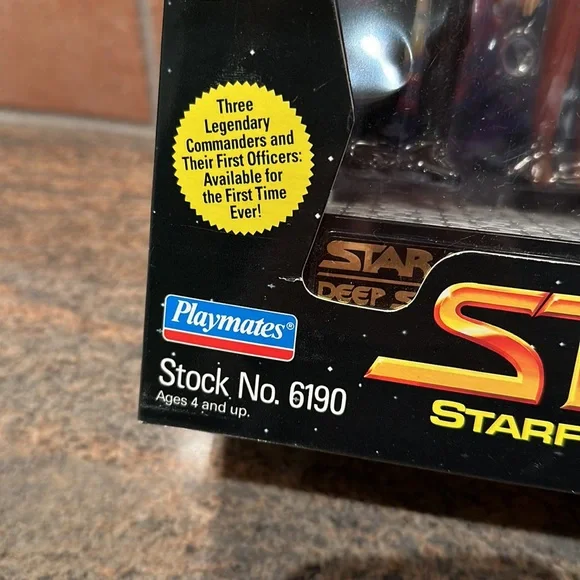 Three
Legendary
Commanders and
Their First Officers:
Available for
the First Time
Ever!
STAR
DEEP S
Playmates®
Stock No. 6190
Ages 4 and up.
ST
STARF